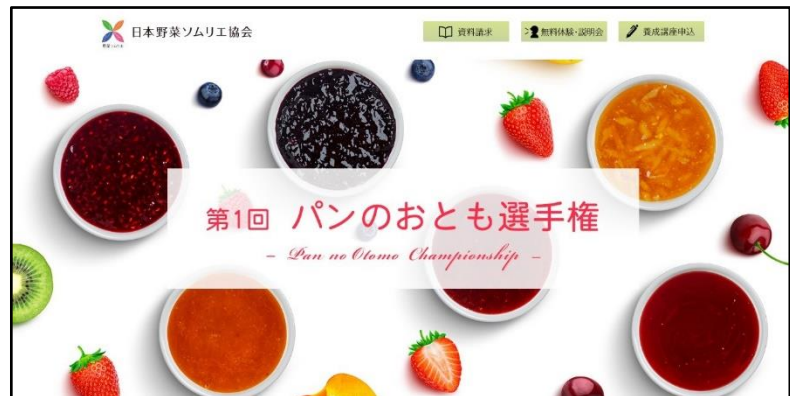 日本野菜ソムリエ協会
資料請求
無料体験・説明会
養成講座申込
第1回 パンのおとも選手権
– Pan no Otomo Championship –